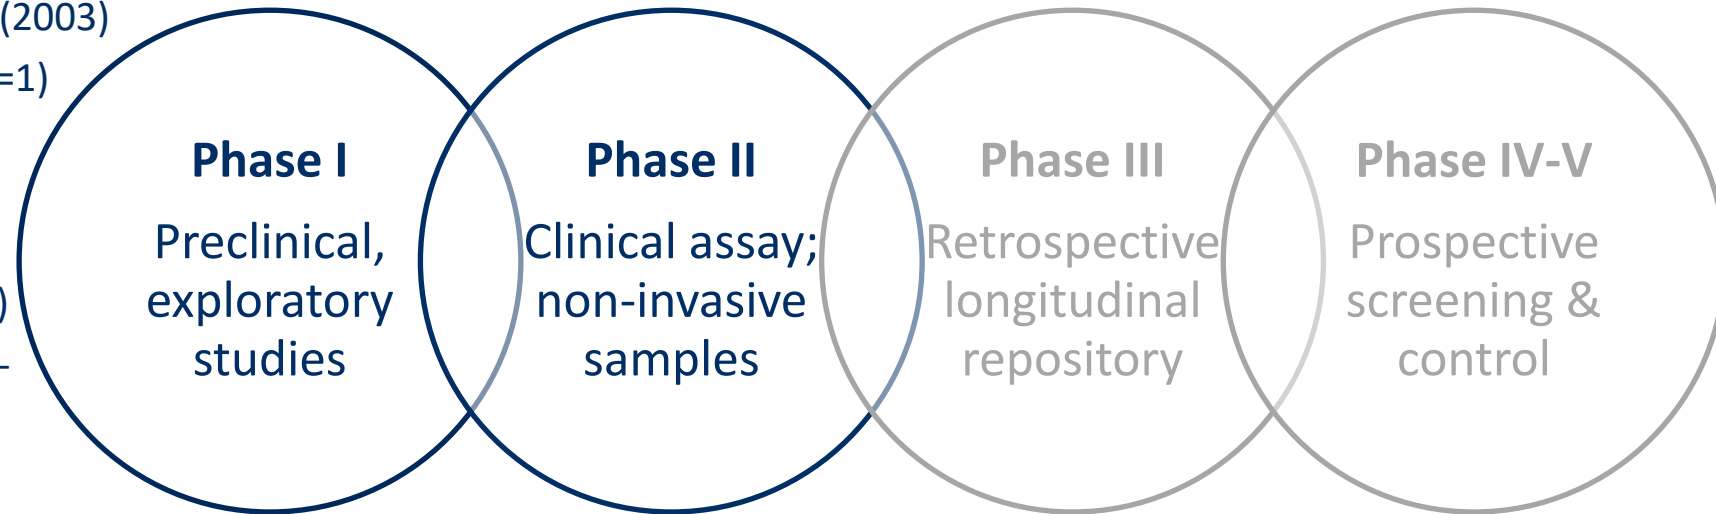 (2003)
=1)
)
-
Phase I
Preclinical,
exploratory
studies
Phase II
Clinical assay;
non-invasive
samples
Phase III
Retrospective
longitudinal
repository
Phase IV-V
Prospective
screening &
control